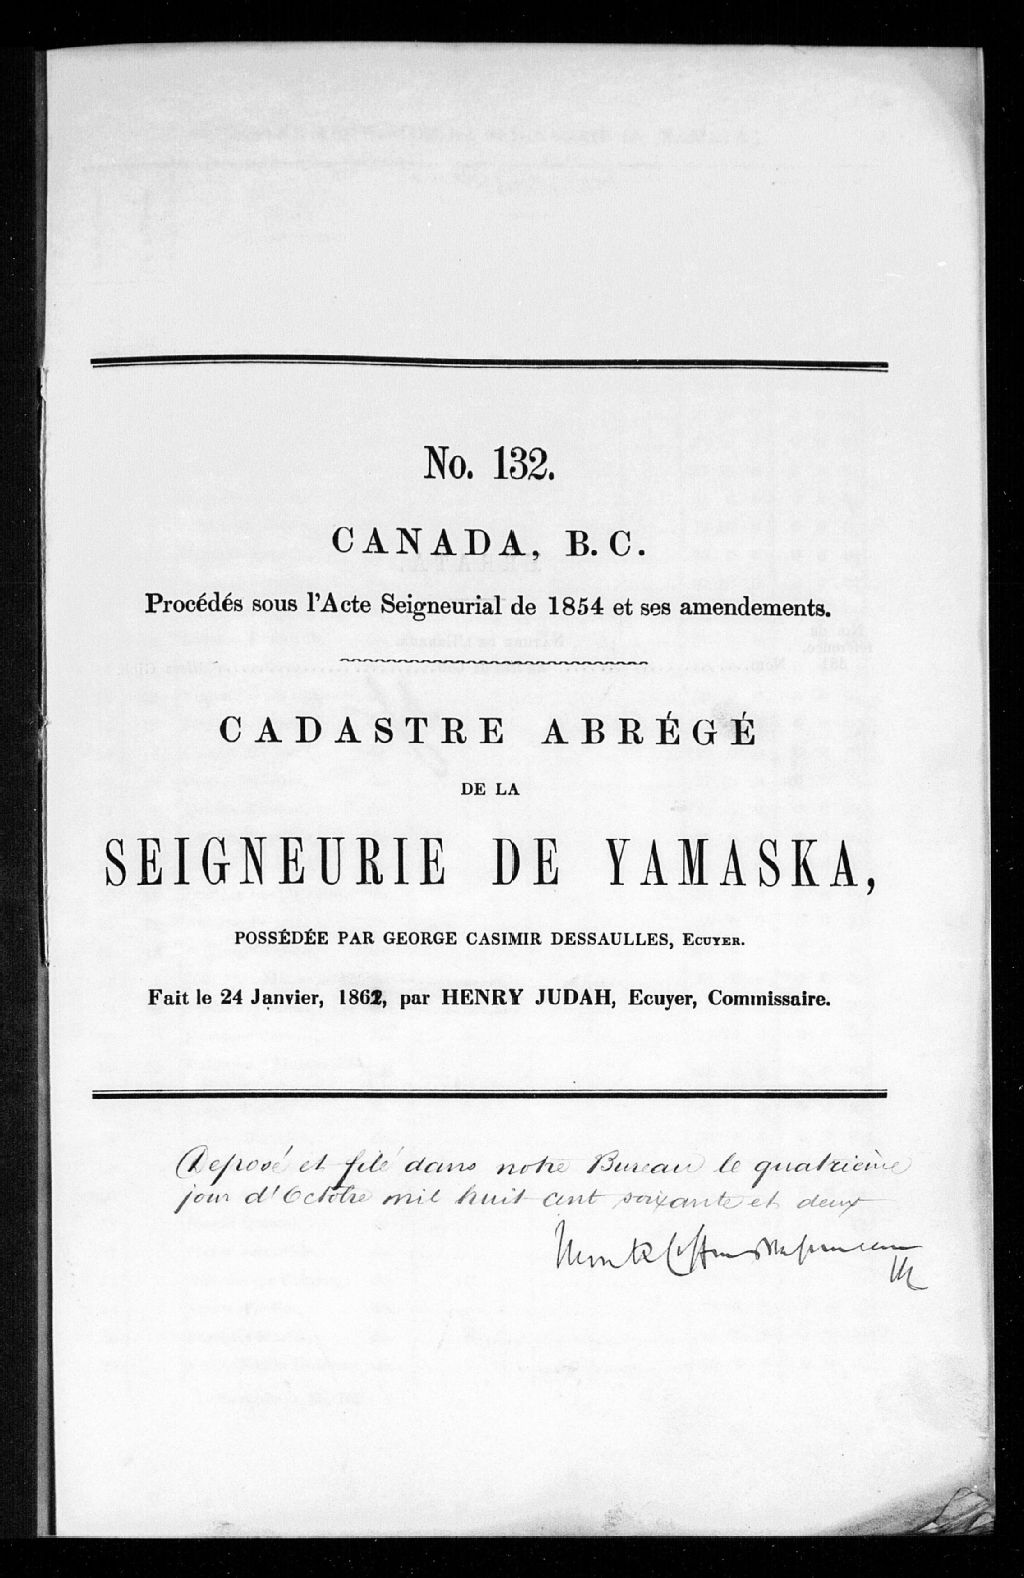 No. 132.
CANADA, B. C.
Procédés sous l'Acte Seigneurial de 1854 et ses amendements.
CADASTRE ABRÉGÉ
DE LA
SEIGNEURIE DE YAMASKA,
POSSÉDÉE PAR GEORGE CASIMIR DESSAULLES, ECUYER.
Fait le 24 Janvier, 1862, par HENRY JUDAH, Ecuyer, Commissaire.
Deposé et filé dans notre Bureau le quatrième
jour d'Octobre mil huit cent soixante et deux